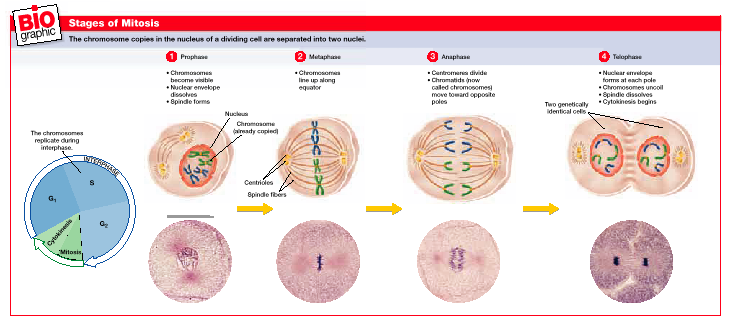 BIO
graphic
Stages of Mitosis
The chromosome copies in the nucleus of a dividing cell are separated into two nuclei.
1 Prophase
• Chromosomes
become visible
• Nuclear envelope
dissolves
• Spindle forms
2 Metaphase
• Chromosomes
line up along
equator
3 Anaphase
• Centromeres divide
• Chromatids (now
called chromosomes)
move toward opposite
poles
4 Telophase
• Nuclear envelope
forms at each pole
• Chromosomes uncoil
• Spindle dissolves
• Cytokinesis begins
Nucleus
Chromosome
(already copied)
Centrioles
Spindle fibers
Two genetically
identical cells
The chromosomes
replicate during
interphase.
INTERPHASE
G1
S
G2
Cytokinesis
Mitosis